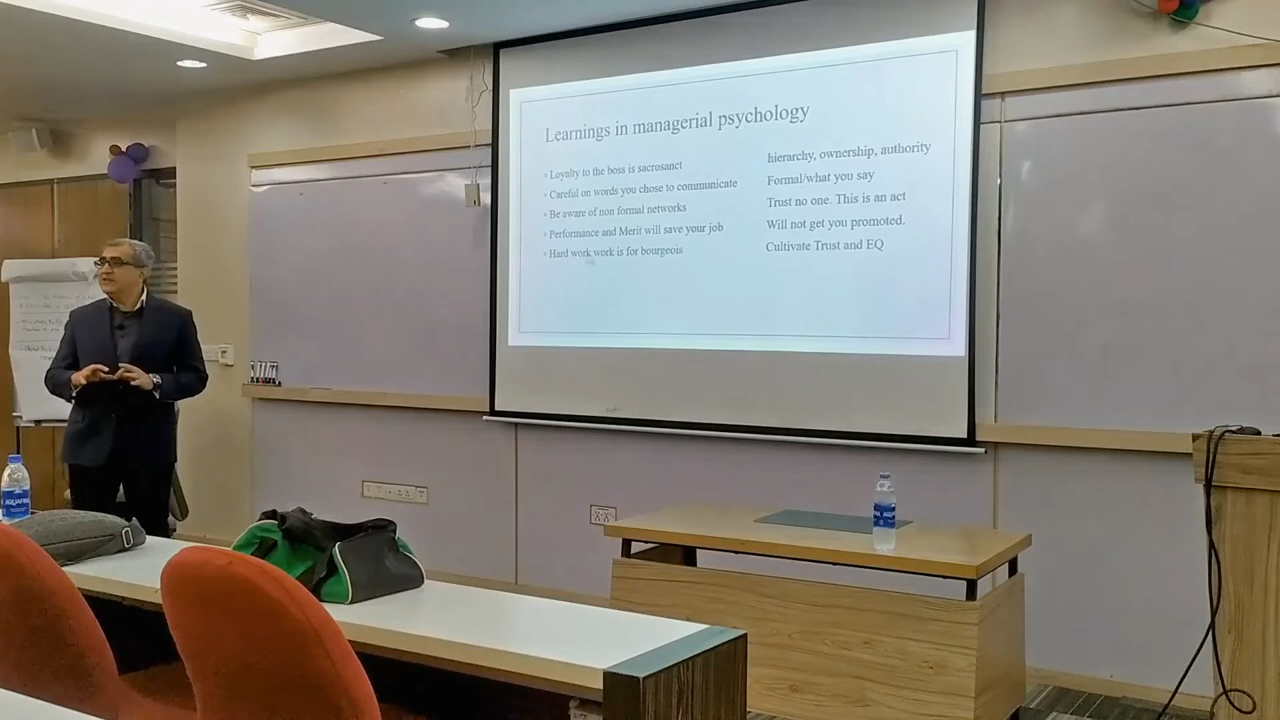 Learnings in managerial psychology
Loyalty to the boss is sacrosanct
hierarchy, ownership, authority
Careful on words you chose to communicate
Formal/what you say
Be aware of non formal networks
Trust no one. This is an act
Performance and Merit will save your job
Will not get you promoted.
Hard work work is for bourgeois
Cultivate Trust and EQ
AQUAFINA